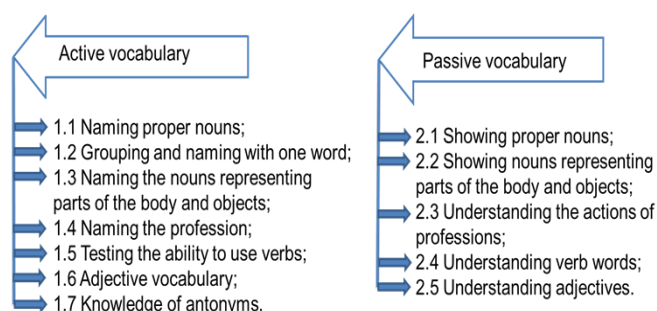 Active vocabulary
1.1 Naming proper nouns;
1.2 Grouping and naming with one word;
1.3 Naming the nouns representing
parts of the body and objects;
1.4 Naming the profession;
1.5 Testing the ability to use verbs;
1.6 Adjective vocabulary;
1.7 Knowledge of antonyms.
Passive vocabulary
2.1 Showing proper nouns;
2.2 Showing nouns representing
parts of the body and objects;
2.3 Understanding the actions of
professions;
2.4 Understanding verb words;
2.5 Understanding adjectives.